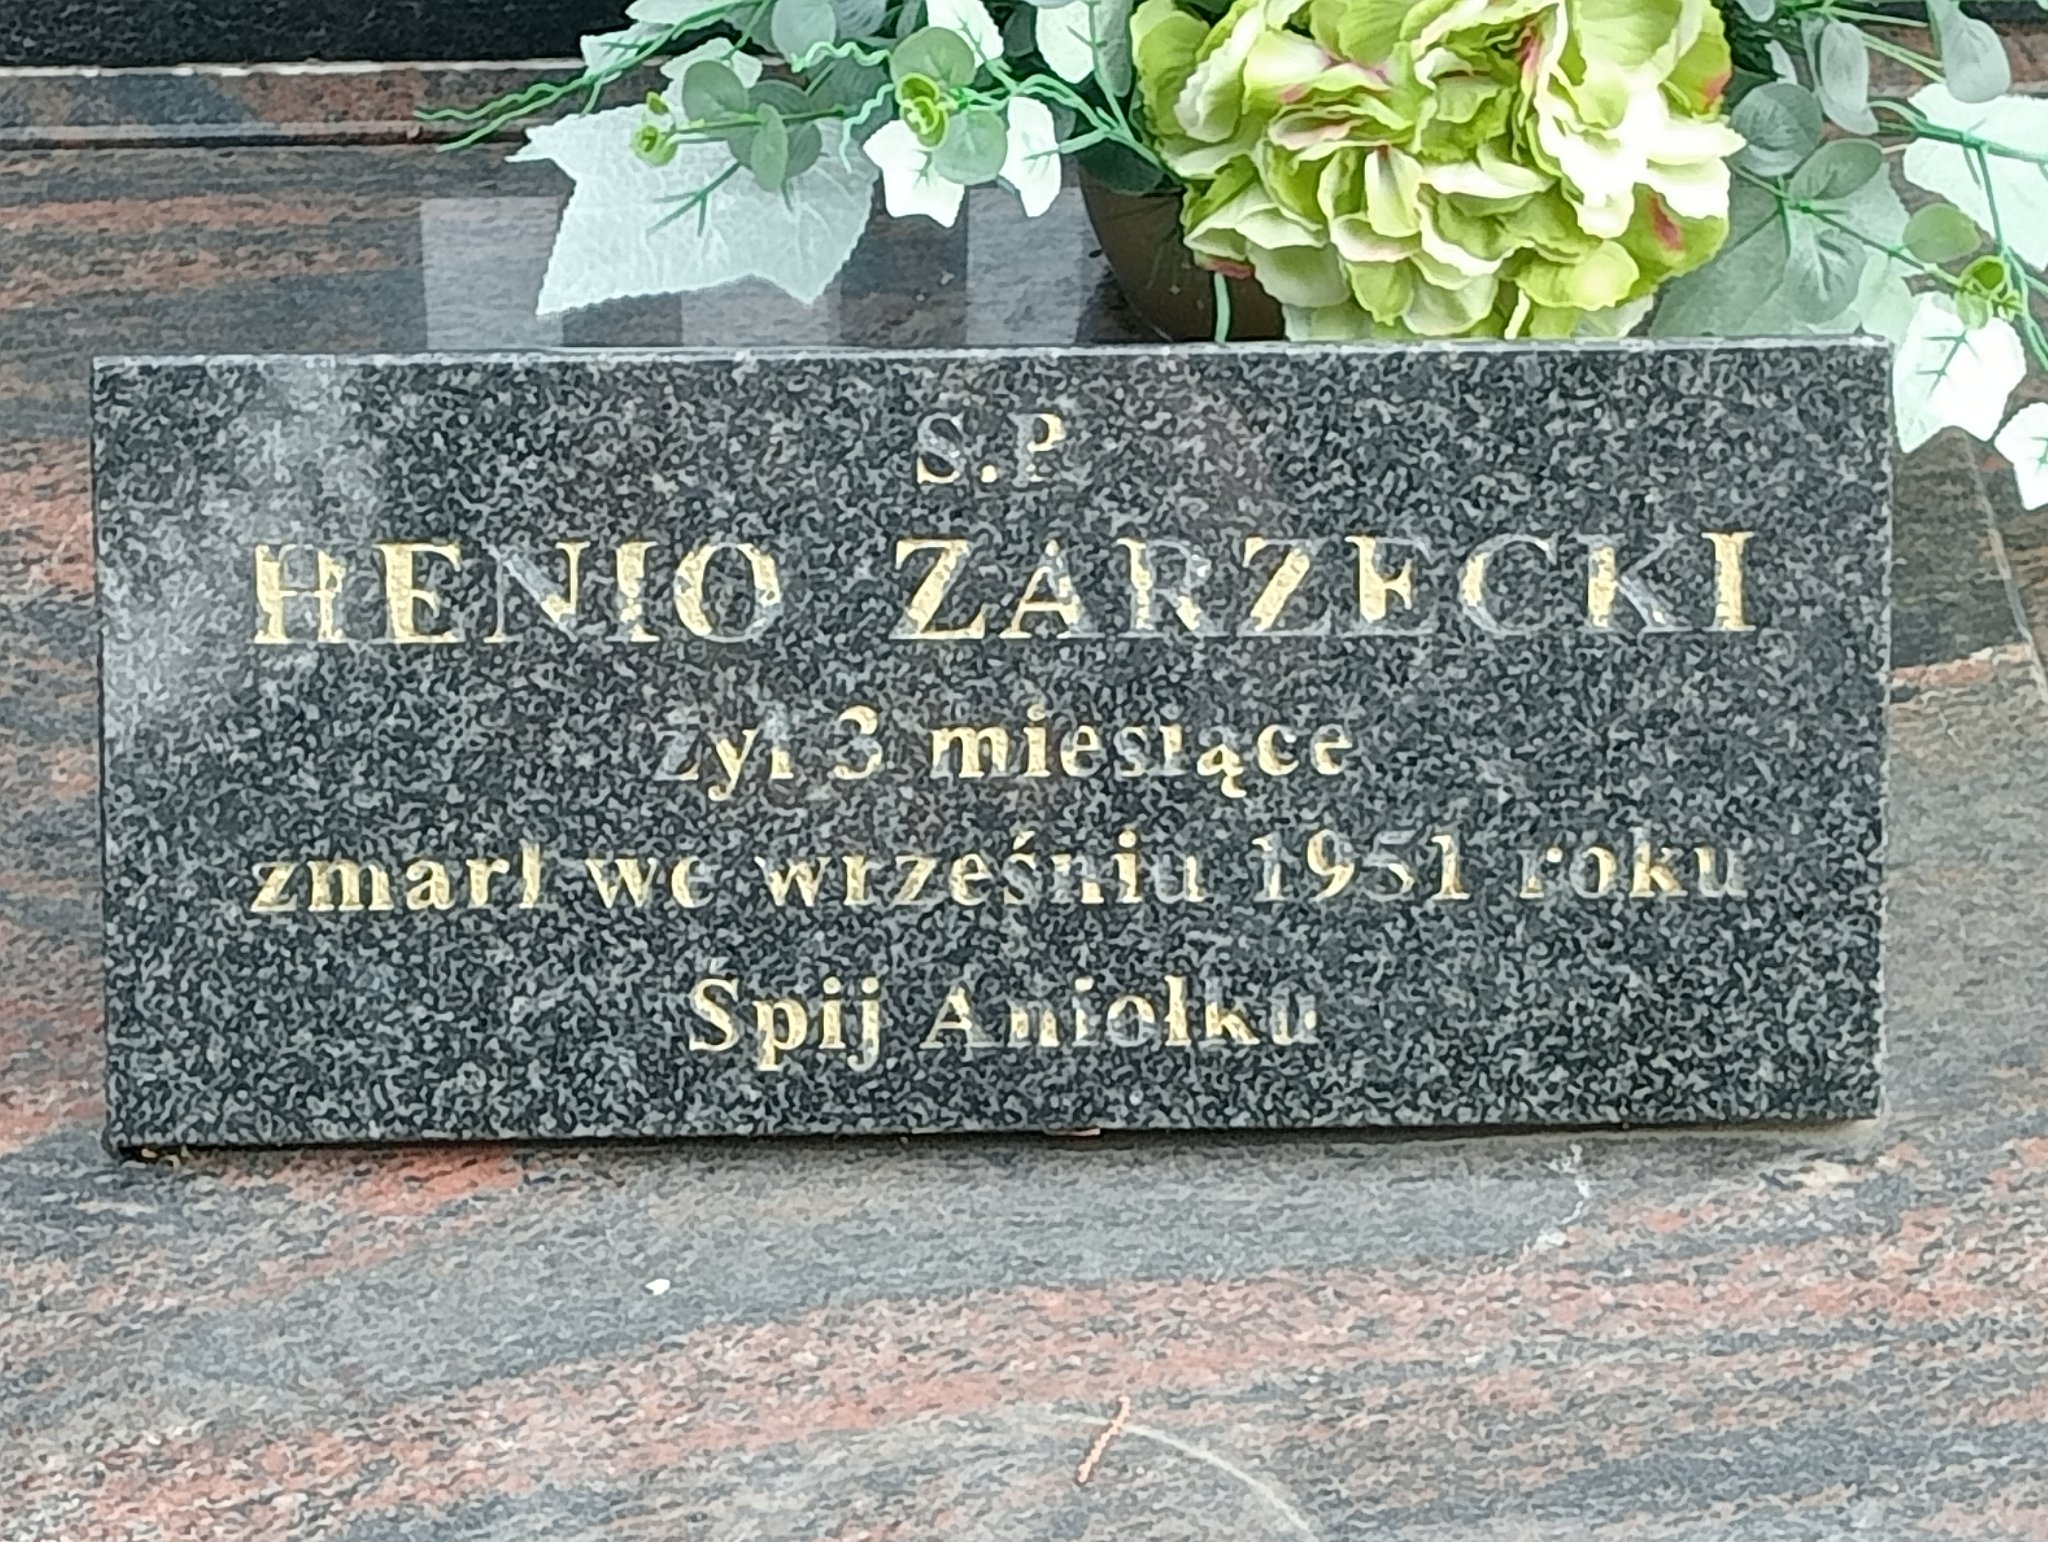 Ś.P
HENIO ZARZECKI
żył 3 miesiące
zmarł we wrześniu 1951 roku
Śpij Aniołku